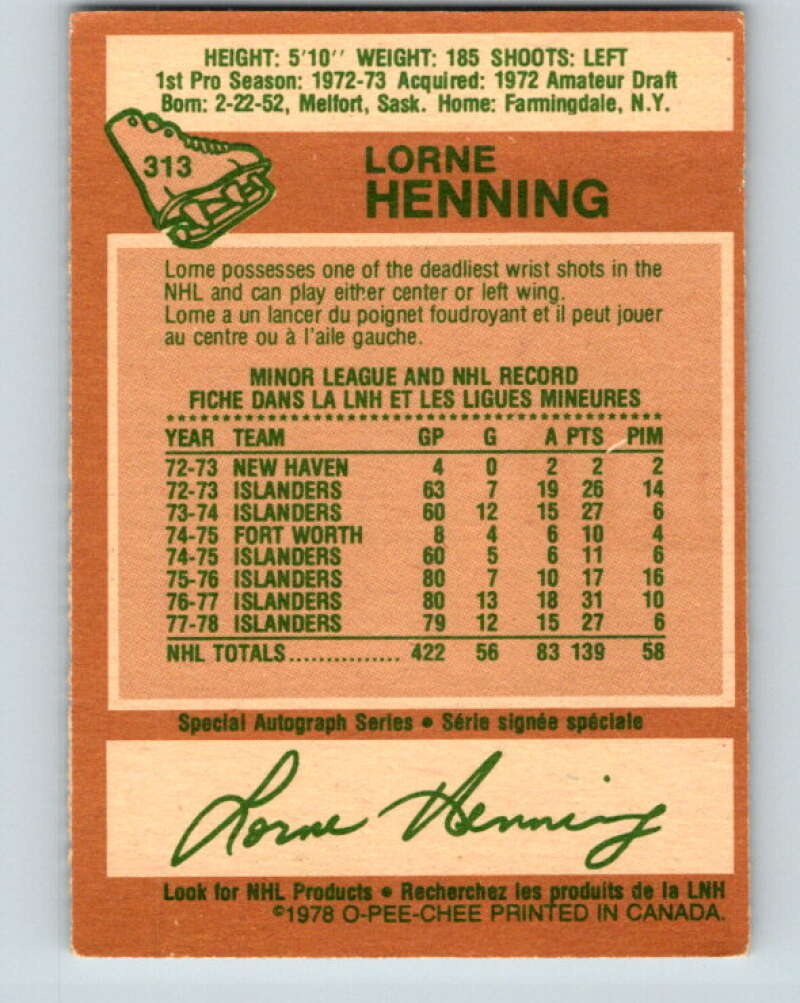 HEIGHT: 5'10'' WEIGHT: 185 SHOOTS: LEFT
1st Pro Season: 1972-73 Acquired: 1972 Amateur Draft
Born: 2-22-52, Melfort, Sask. Home: Farmingdale, N.Y.
313
LORNE
HENNING
Lorne possesses one of the deadliest wrist shots in the
NHL and can play either center or left wing.
Lorne a un lancer du poignet foudroyant et il peut jouer
au centre ou à l'aile gauche.
MINOR LEAGUE AND NHL RECORD
FICHE DANS LA LNH ET LES LIGUES MINEURES
YEAR TEAM GP G A PTS PIM
72-73 NEW HAVEN 4 0 2 2 2
72-73 ISLANDERS 63 7 19 26 14
73-74 ISLANDERS 60 12 15 27 6
74-75 FORT WORTH 8 4 6 10 4
74-75 ISLANDERS 60 5 6 11 6
75-76 ISLANDERS 80 7 10 17 16
76-77 ISLANDERS 80 13 18 31 10
77-78 ISLANDERS 79 12 15 27 6
NHL TOTALS................ 422 56 83 139 58
Special Autograph Series • Série signée spéciale
Lorne Henning
Look for NHL Products • Recherchez les produits de la LNH
©1978 O-PEE-CHEE PRINTED IN CANADA.